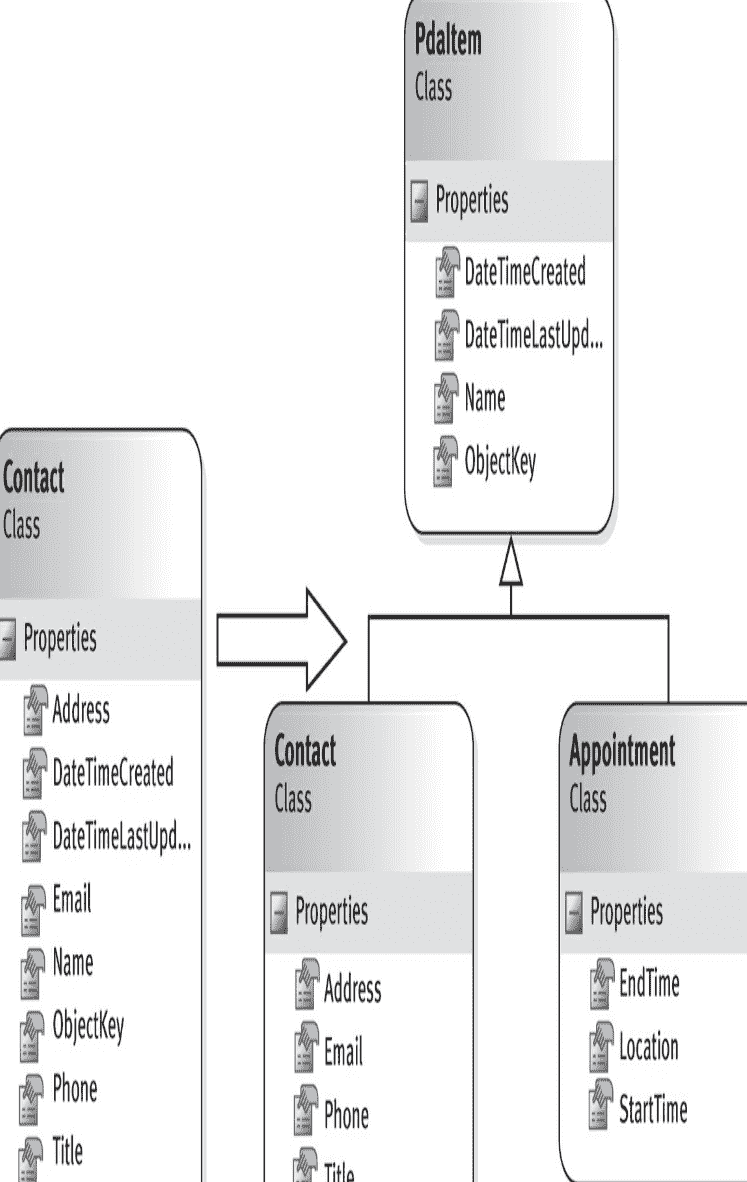 PdaItem
Class
Properties
DateTimeCreated
DateTimeLastUpd...
Name
ObjectKey
Contact
Class
Properties
Address
DateTimeCreated
DateTimeLastUpd...
Email
Name
ObjectKey
Phone
Title
Contact
Class
Properties
Address
Email
Phone
Title
Appointment
Class
Properties
EndTime
Location
StartTime